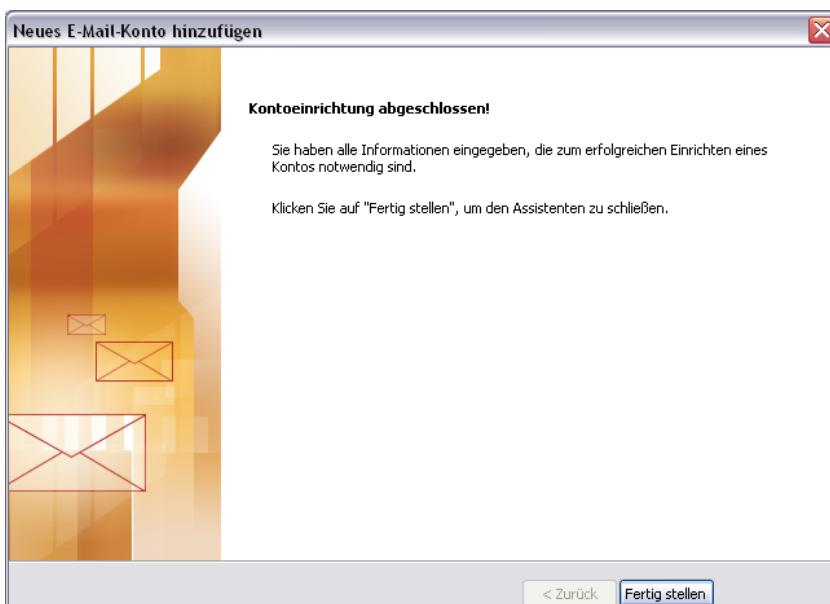 Neues E-Mail-Konto hinzufügen
Kontoeinrichtung abgeschlossen!
Sie haben alle Informationen eingegeben, die zum erfolgreichen Einrichten eines
Kontos notwendig sind.
Klicken Sie auf "Fertig stellen", um den Assistenten zu schließen.
< Zurück
Fertig stellen